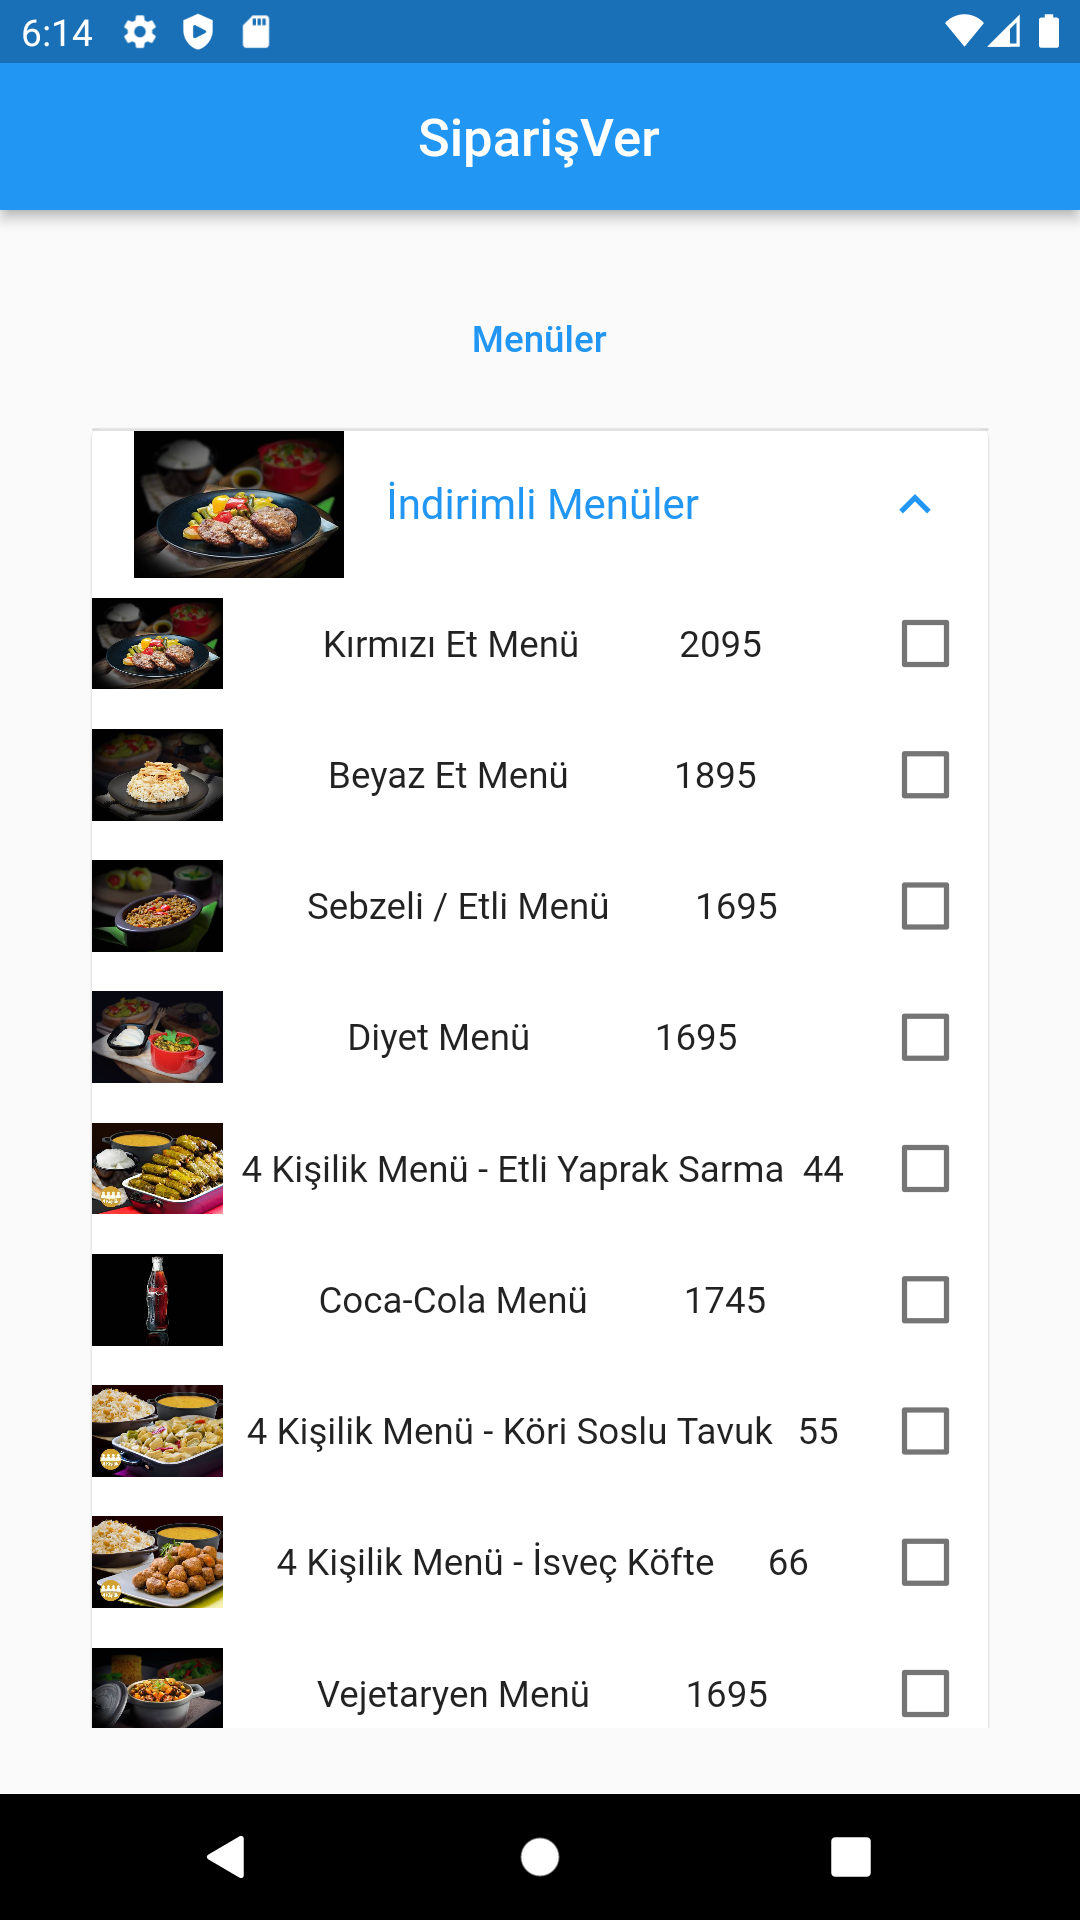 6:14
SiparişVer
Menüler
İndirimli Menüler
Kırmızı Et Menü 2095
Beyaz Et Menü 1895
Sebzeli / Etli Menü 1695
Diyet Menü 1695
4 Kişilik Menü - Etli Yaprak Sarma 44
Coca-Cola Menü 1745
4 Kişilik Menü - Köri Soslu Tavuk 55
4 Kişilik Menü - İsveç Köfte 66
Vejetaryen Menü 1695